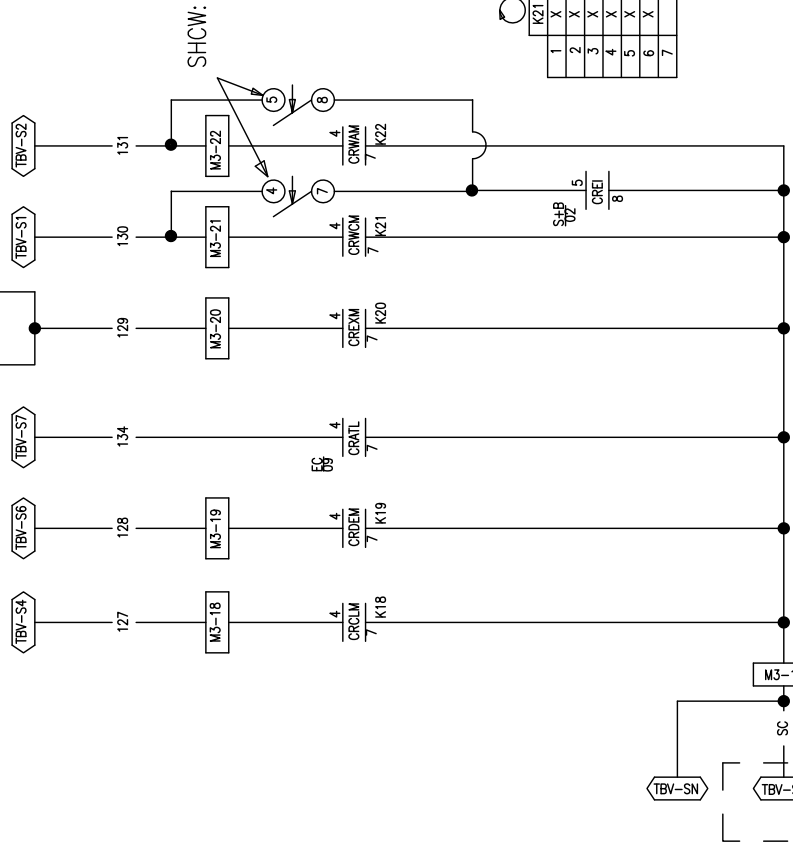 SHCW:
K21
1 X
2 X
3 X
4 X
5 X
6 X
7
TBV-S2
131
M3-22
5
8
4
CRWAM
7
K22
TBV-S1
130
M3-21
4
7
4
CRWCM
7
K21
S+B
02
5
CREI
8
129
M3-20
4
CREXM
7
K20
TBV-S7
134
EC
09
4
CRATL
7
TBV-S6
128
M3-19
4
CRDEM
7
K19
TBV-S4
127
M3-18
4
CRCLM
7
K18
SC
TBV-SN